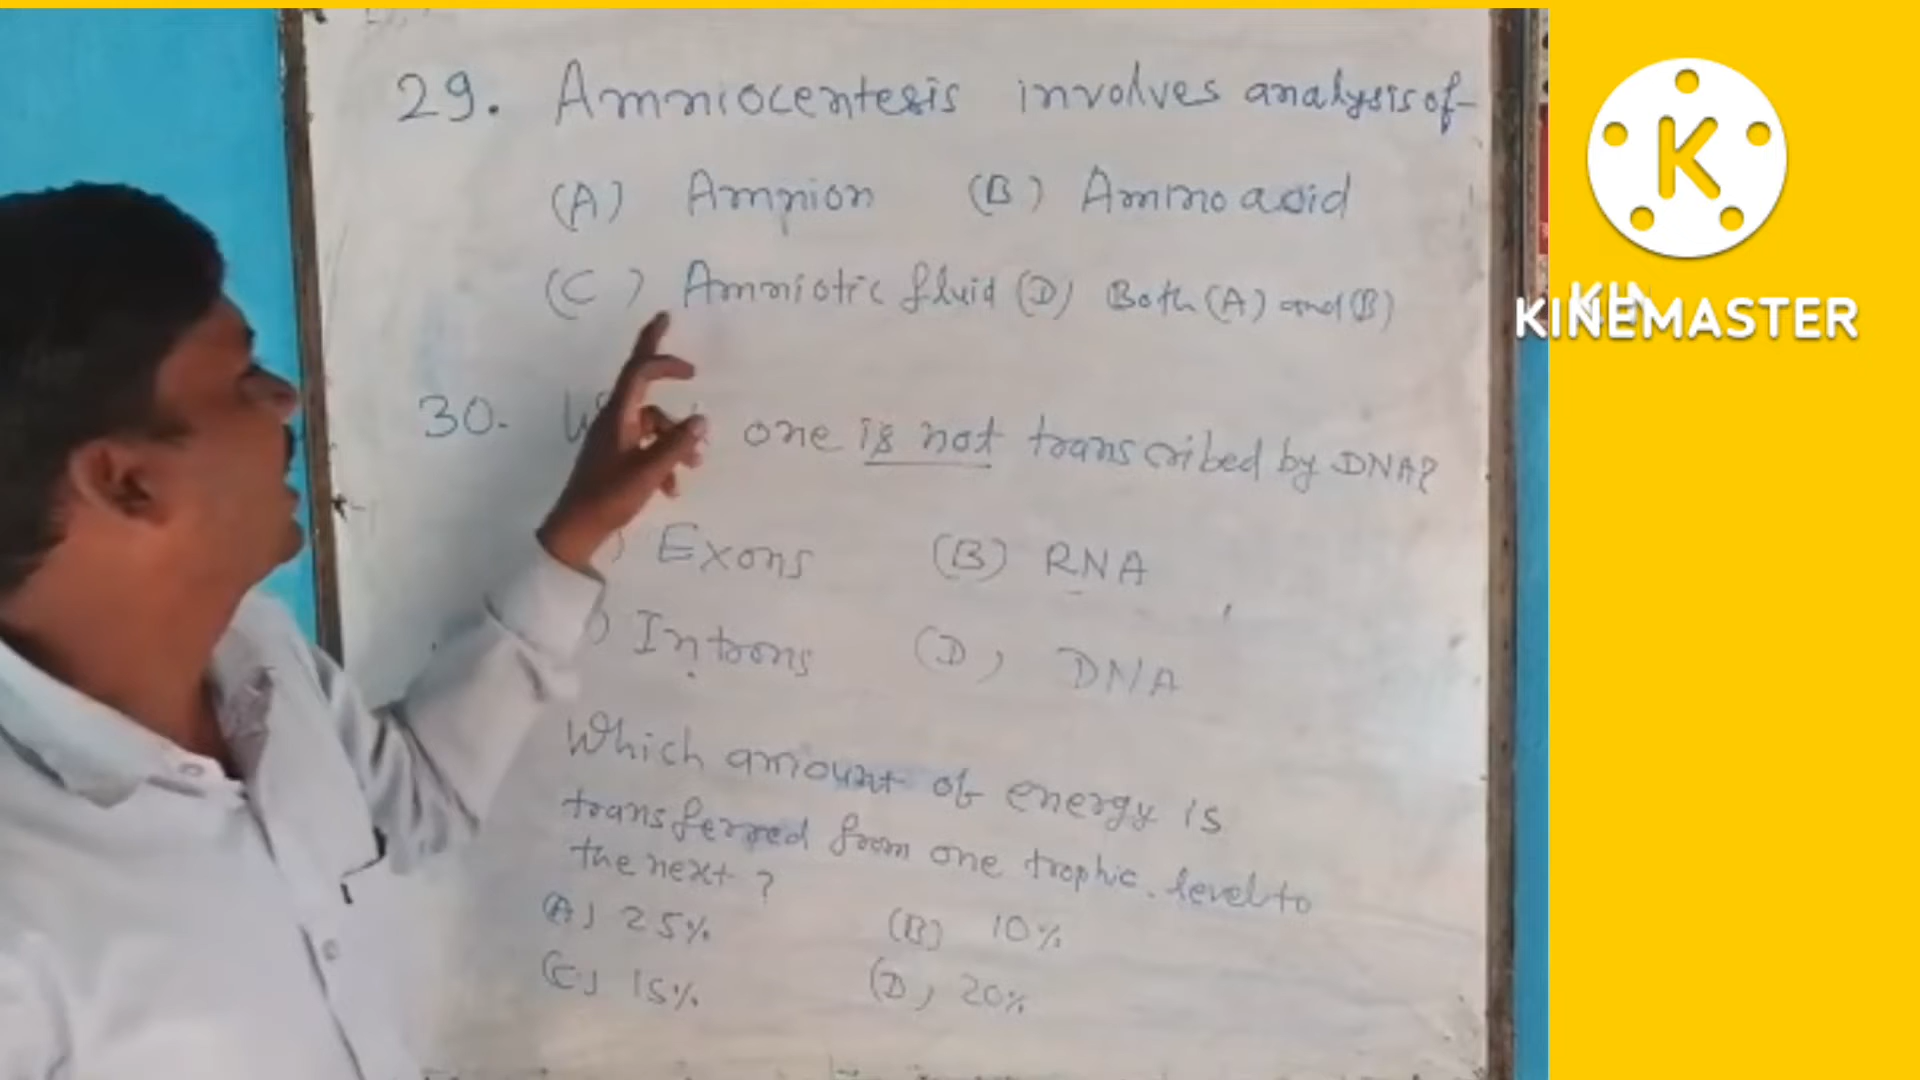 29. Amniocentesis involves analysis of-
(A) Amnion (B) Amino acid
(C) Amniotic fluid (D) Both (A) and (B)
30. one is not transcribed by DNA?
Exons (B) RNA
Introns (D) DNA
Which amount of energy is
transferred from one trophic level to
the next?
(A) 25% (B) 10%
(C) 15% (D) 20%
K
KINEMASTER